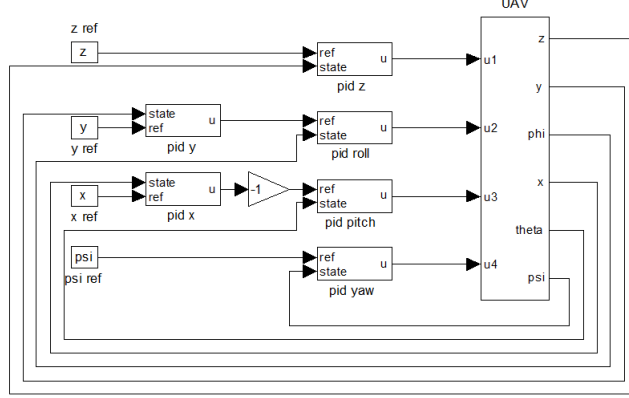 UAV
z ref
z
ref
state
u
pid z
u1
z
y
y ref
state
ref
u
pid y
ref
state
u
pid roll
u2
y
phi
x
x ref
state
ref
u
pid x
-1
ref
state
u
pid pitch
u3
x
theta
psi
psi ref
ref
state
u
pid yaw
u4
psi